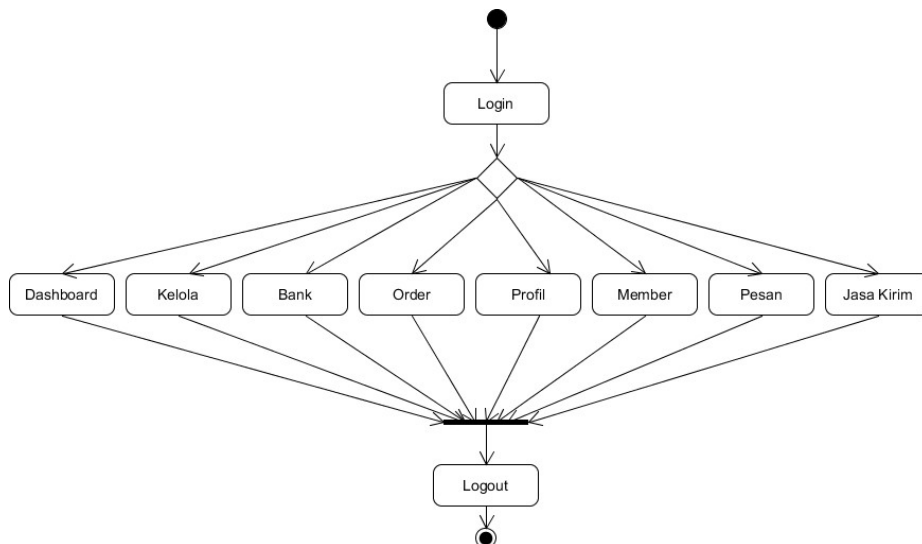 Login
Dashboard
Kelola
Bank
Order
Profil
Member
Pesan
Jasa Kirim
Logout